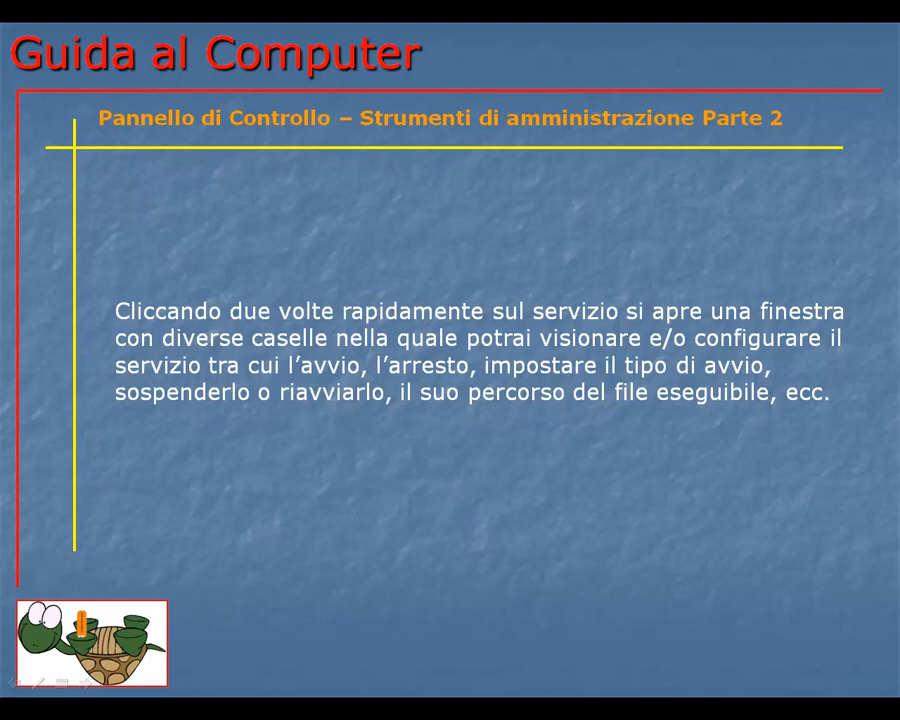 Guida al Computer
Pannello di Controllo – Strumenti di amministrazione Parte 2
Cliccando due volte rapidamente sul servizio si apre una finestra
con diverse caselle nella quale potrai visionare e/o configurare il
servizio tra cui l’avvio, l’arresto, impostare il tipo di avvio,
sospenderlo o riavviarlo, il suo percorso del file eseguibile, ecc.